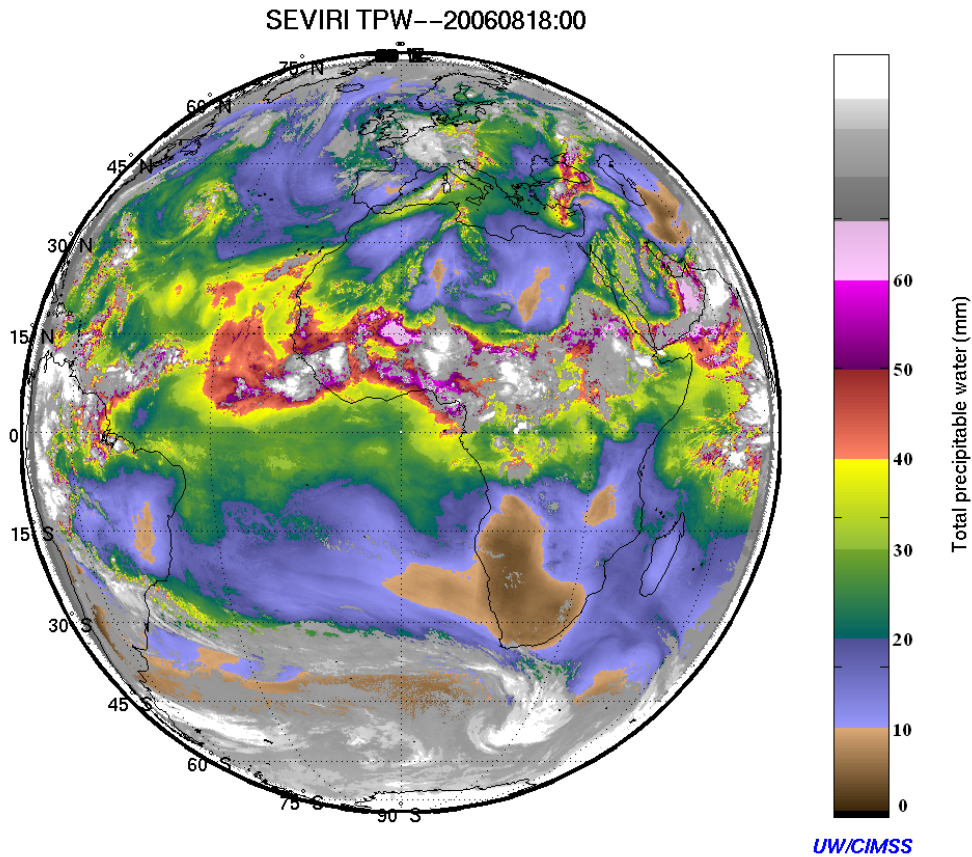 SEVIRI TPW--20060818:00
75° N
60° N
45° N
30° N
15° N
0
15° S
30° S
45° S
60° S
75° S
90° S
60
50
40
30
20
10
0
Total precipitable water (mm)
UW/CIMSS